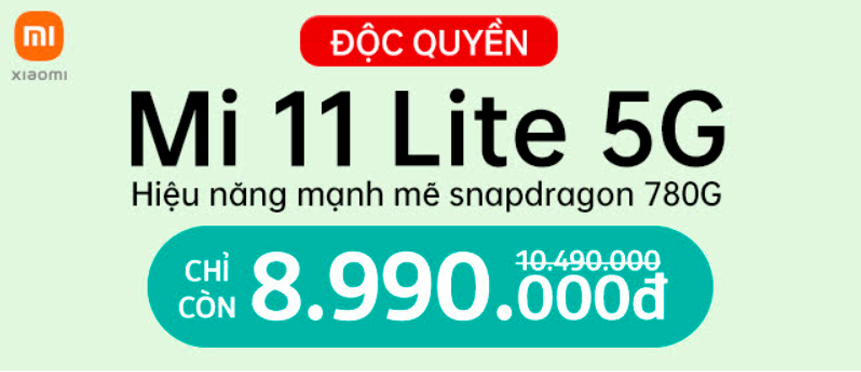 mi
xiaomi
ĐỘC QUYỀN
Mi 11 Lite 5G
Hiệu năng mạnh mẽ snapdragon 780G
CHỈ
CÒN
8.990.000đ
10.490.000